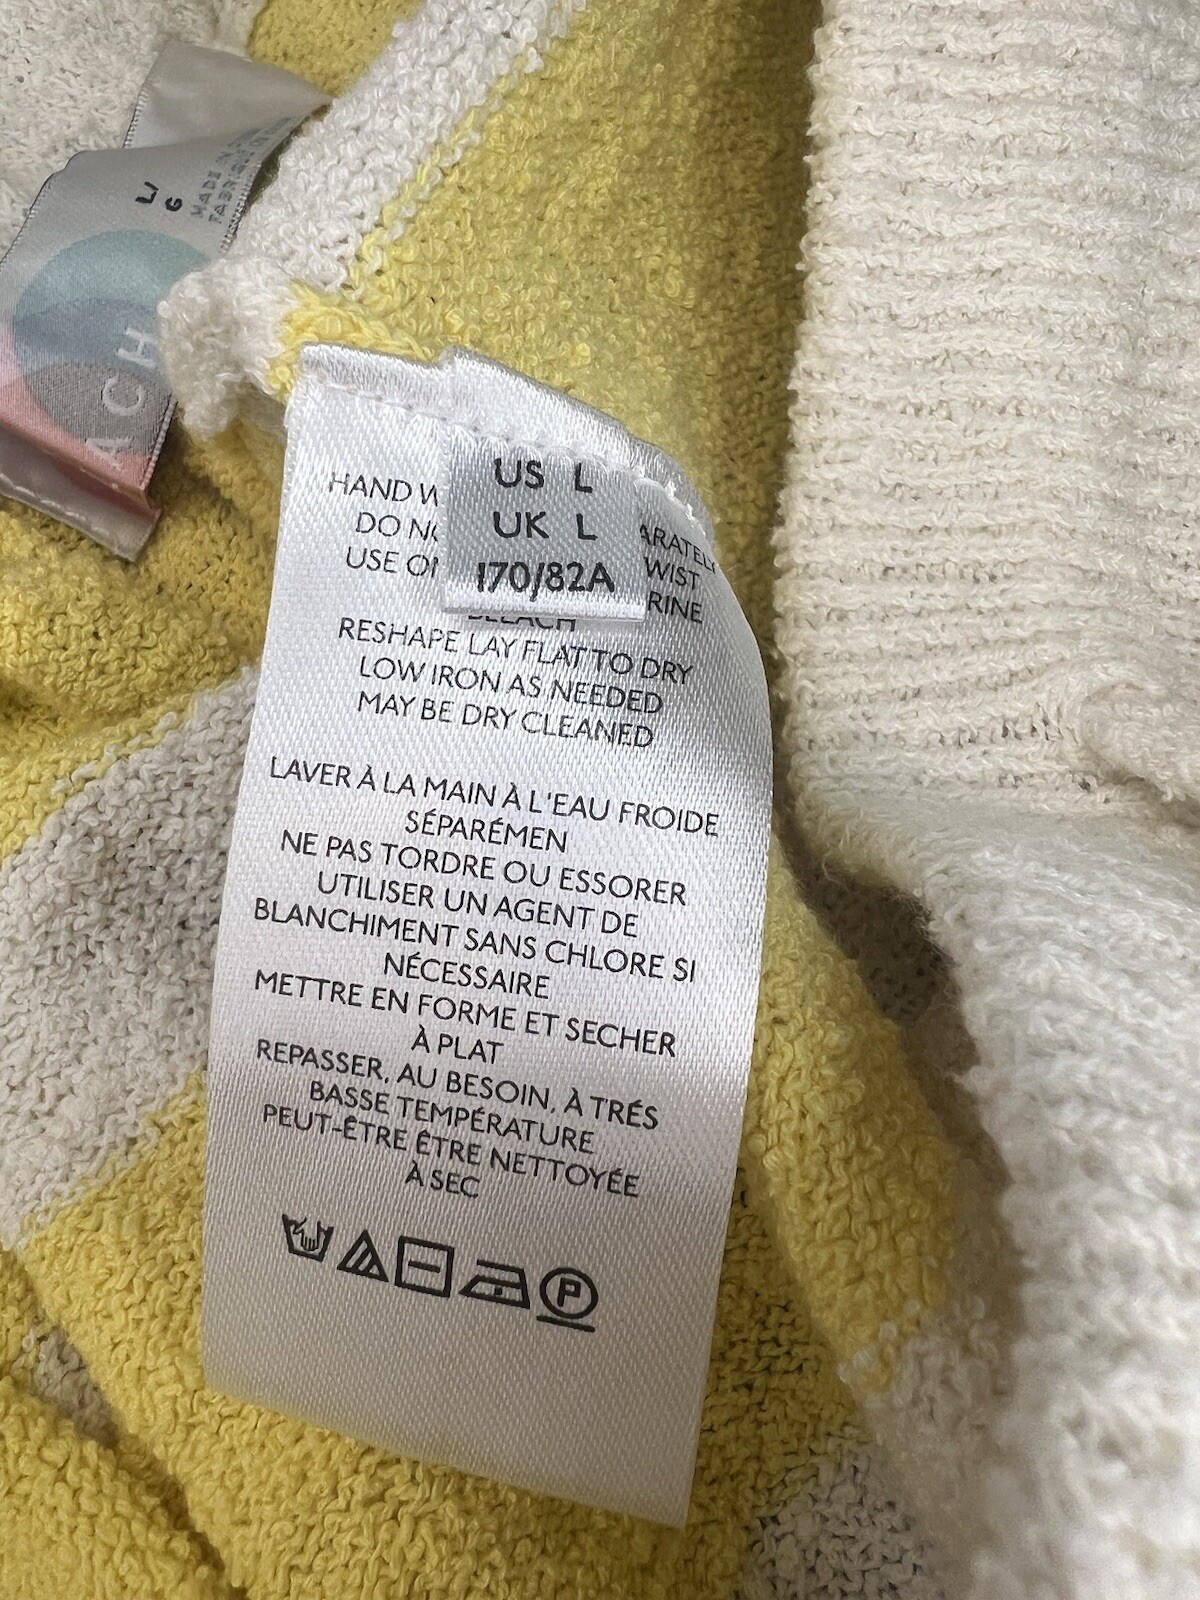 L/
G
MADE IN
ACH
US L
UK L
170/82A
HAND
DO
USE
WIST
RESHAPE LAY FLAT TO DRY
LOW IRON AS NEEDED
MAY BE DRY CLEANED
LAVER À LA MAIN À L'EAU FROIDE
SÉPARÉMEN
NE PAS TORDRE OU ESSORER
UTILISER UN AGENT DE
BLANCHIMENT SANS CHLORE SI
NÉCESSAIRE
METTRE EN FORME ET SECHER
À PLAT
REPASSER, AU BESOIN, À TRÉS
BASSE TEMPÉRATURE
PEUT-ÊTRE ÊTRE NETTOYÉE
À SEC
P